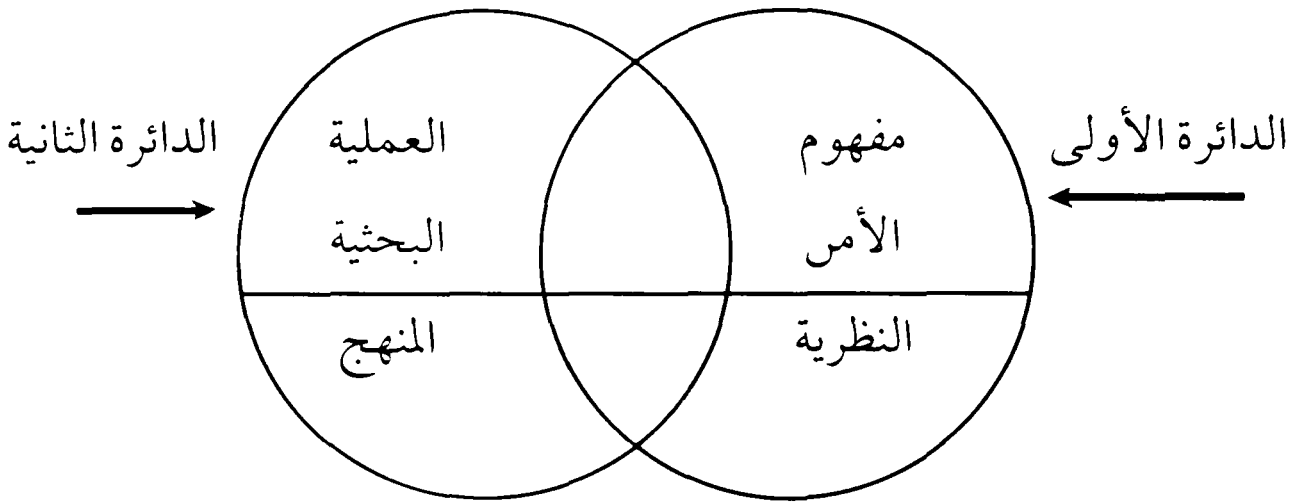 الدائرة الأولى
مفهوم
الأمن
النظرية
العملية
البحثية
المنهج
الدائرة الثانية